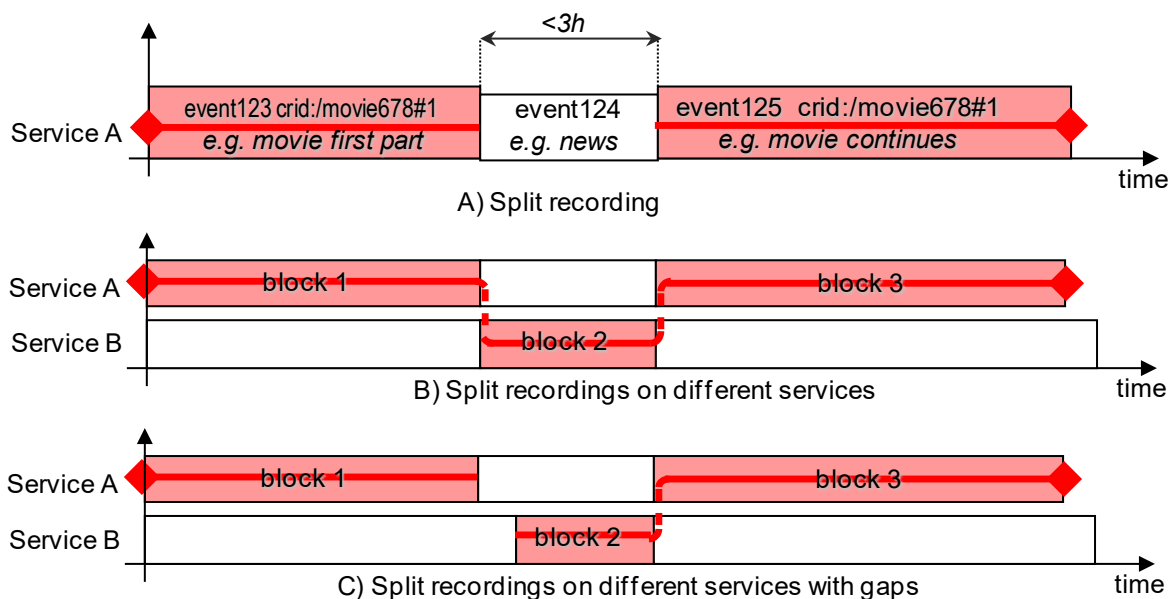 <3h
event123 crid:/movie678#1
e.g. movie first part
event124
e.g. news
event125 crid:/movie678#1
e.g. movie continues
Service A
time
A) Split recording
Service A
block 1
block 3
Service B
block 2
time
B) Split recordings on different services
Service A
block 1
block 3
Service B
block 2
time
C) Split recordings on different services with gaps